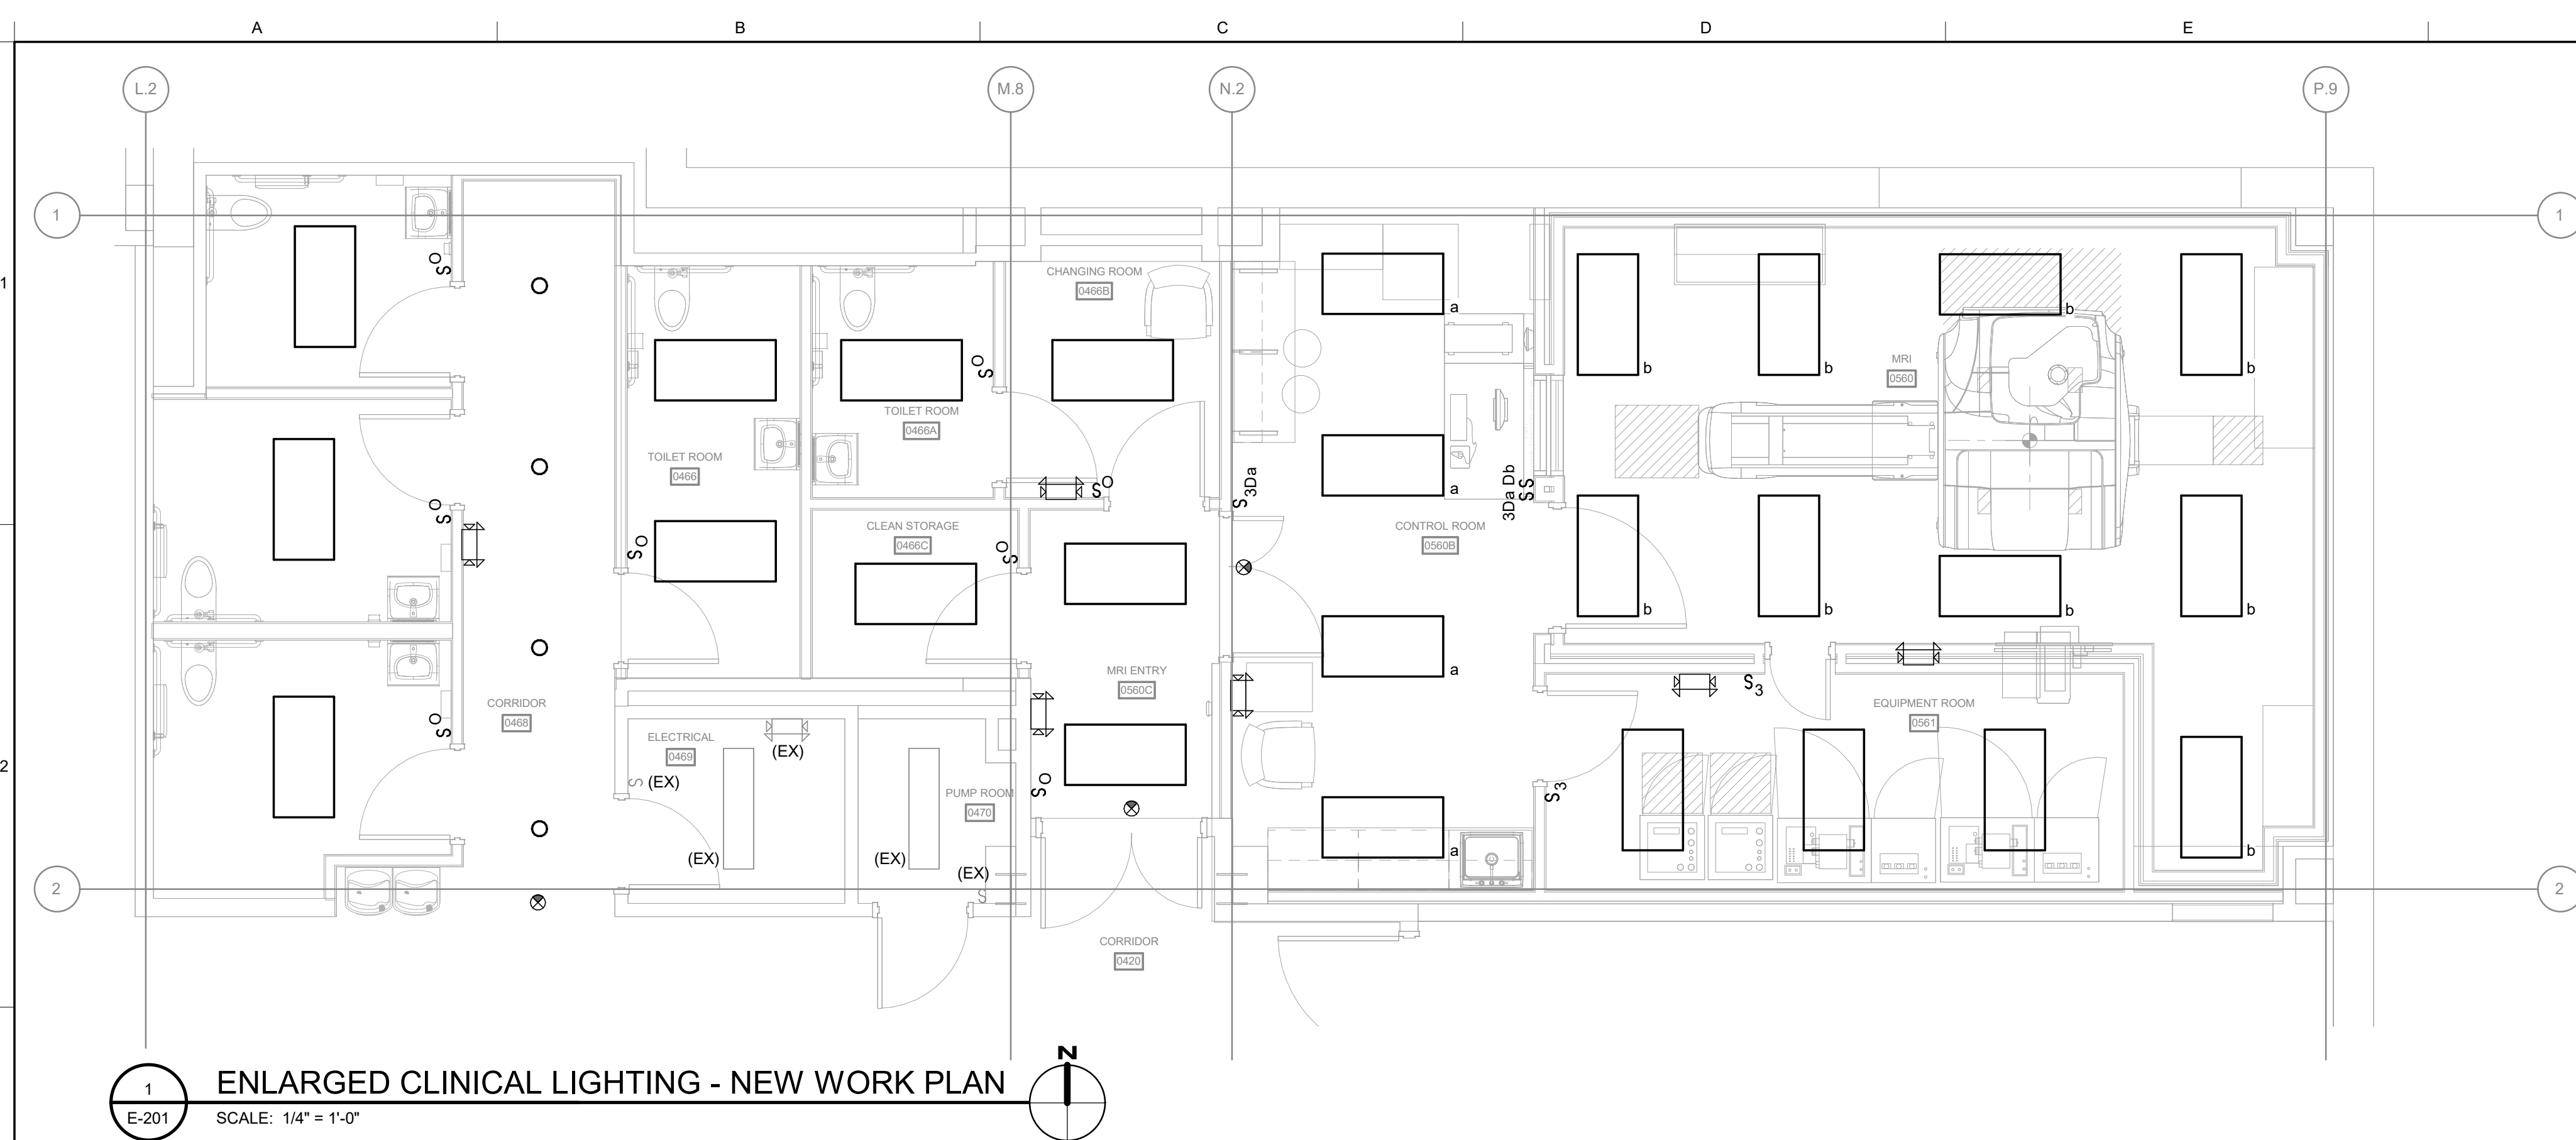 A B C D E
L.2 M.8 N.2 P.9
1 1
1
S O
CHANGING ROOM
0466B
a
b b b b
MRI
0560
S O
TOILET ROOM
0466A
TOILET ROOM
0466
S O
S O
S 3Da
a
3Da Db
S S
CLEAN STORAGE
0466C
S O
S O
CONTROL ROOM
0560B
b b b b
MRI ENTRY
0560C
a
S 3
CORRIDOR
0468
S O
EQUIPMENT ROOM
0561
ELECTRICAL
0469
(EX)
S (EX)
2
S O
S 3
PUMP ROOM
0470
(EX) (EX)
a
b
(EX)
S
2 2
CORRIDOR
0420
N
1
E-201
ENLARGED CLINICAL LIGHTING - NEW WORK PLAN
SCALE: 1/4" = 1'-0"